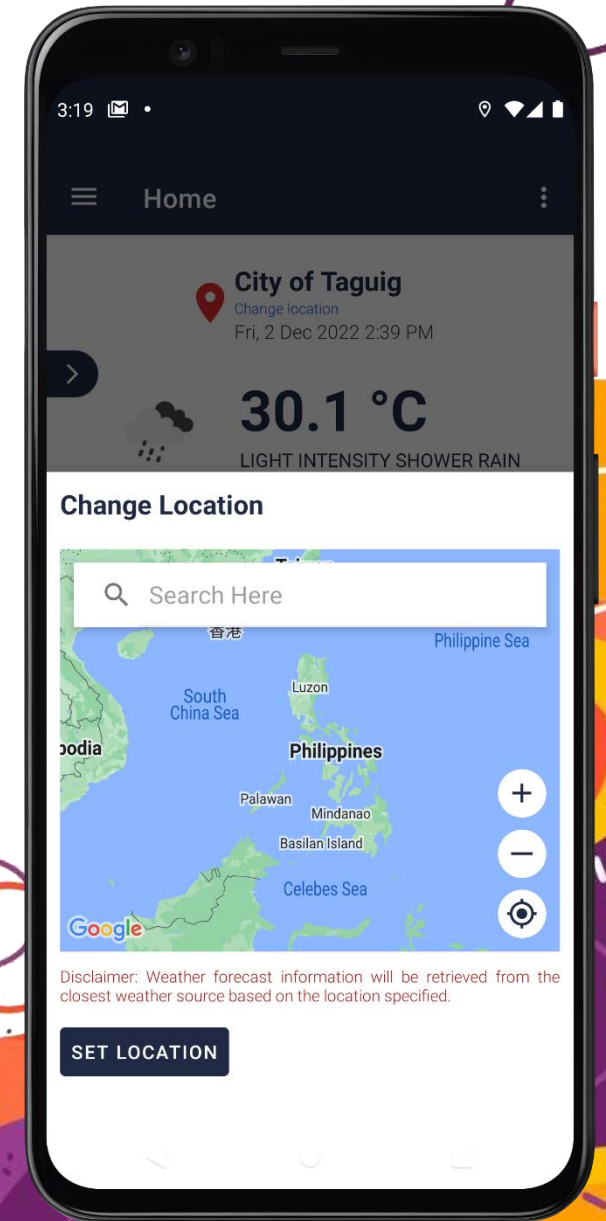 3:19
Home
City of Taguig
Change location
Fri, 2 Dec 2022 2:39 PM
30.1 °C
LIGHT INTENSITY SHOWER RAIN
Change Location
Search Here
香港
Philippine Sea
Luzon
South
China Sea
Philippines
Palawan
Mindanao
Basilan Island
Celebes Sea
Google
Disclaimer: Weather forecast information will be retrieved from the
closest weather source based on the location specified.
SET LOCATION